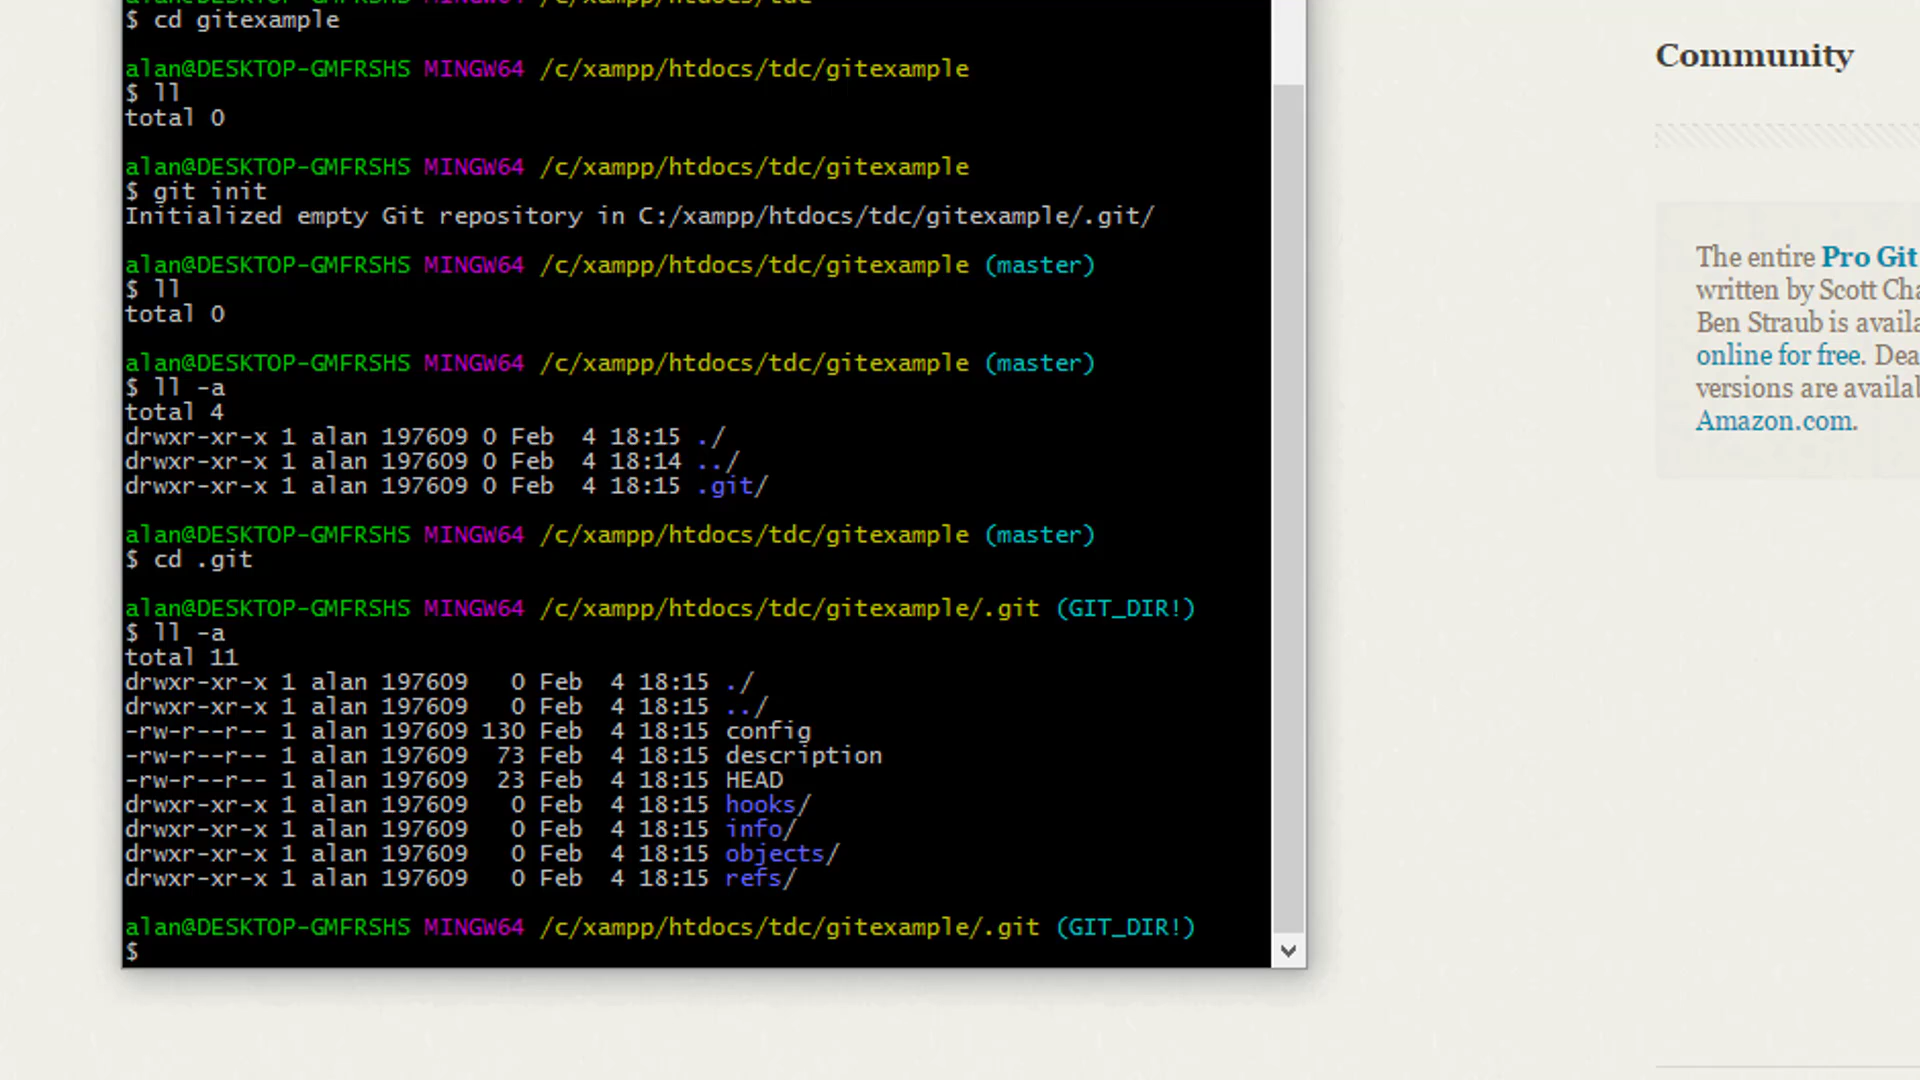 $ cd gitexample
alan@DESKTOP-GMFRSHS MINGW64 /c/xampp/htdocs/tdc/gitexample
$ ll
total 0
alan@DESKTOP-GMFRSHS MINGW64 /c/xampp/htdocs/tdc/gitexample
$ git init
Initialized empty Git repository in C:/xampp/htdocs/tdc/gitexample/.git/
alan@DESKTOP-GMFRSHS MINGW64 /c/xampp/htdocs/tdc/gitexample (master)
$ ll
total 0
alan@DESKTOP-GMFRSHS MINGW64 /c/xampp/htdocs/tdc/gitexample (master)
$ ll -a
total 4
drwxr-xr-x 1 alan 197609 0 Feb  4 18:15 ./
drwxr-xr-x 1 alan 197609 0 Feb  4 18:14 ../
drwxr-xr-x 1 alan 197609 0 Feb  4 18:15 .git/
alan@DESKTOP-GMFRSHS MINGW64 /c/xampp/htdocs/tdc/gitexample (master)
$ cd .git
alan@DESKTOP-GMFRSHS MINGW64 /c/xampp/htdocs/tdc/gitexample/.git (GIT_DIR!)
$ ll -a
total 11
drwxr-xr-x 1 alan 197609   0 Feb  4 18:15 ./
drwxr-xr-x 1 alan 197609   0 Feb  4 18:15 ../
-rw-r--r-- 1 alan 197609 130 Feb  4 18:15 config
-rw-r--r-- 1 alan 197609  73 Feb  4 18:15 description
-rw-r--r-- 1 alan 197609  23 Feb  4 18:15 HEAD
drwxr-xr-x 1 alan 197609   0 Feb  4 18:15 hooks/
drwxr-xr-x 1 alan 197609   0 Feb  4 18:15 info/
drwxr-xr-x 1 alan 197609   0 Feb  4 18:15 objects/
drwxr-xr-x 1 alan 197609   0 Feb  4 18:15 refs/
alan@DESKTOP-GMFRSHS MINGW64 /c/xampp/htdocs/tdc/gitexample/.git (GIT_DIR!)
$
Community
The entire Pro Git
written by Scott
Ben Straub is
online for free.
versions are
Amazon.com.